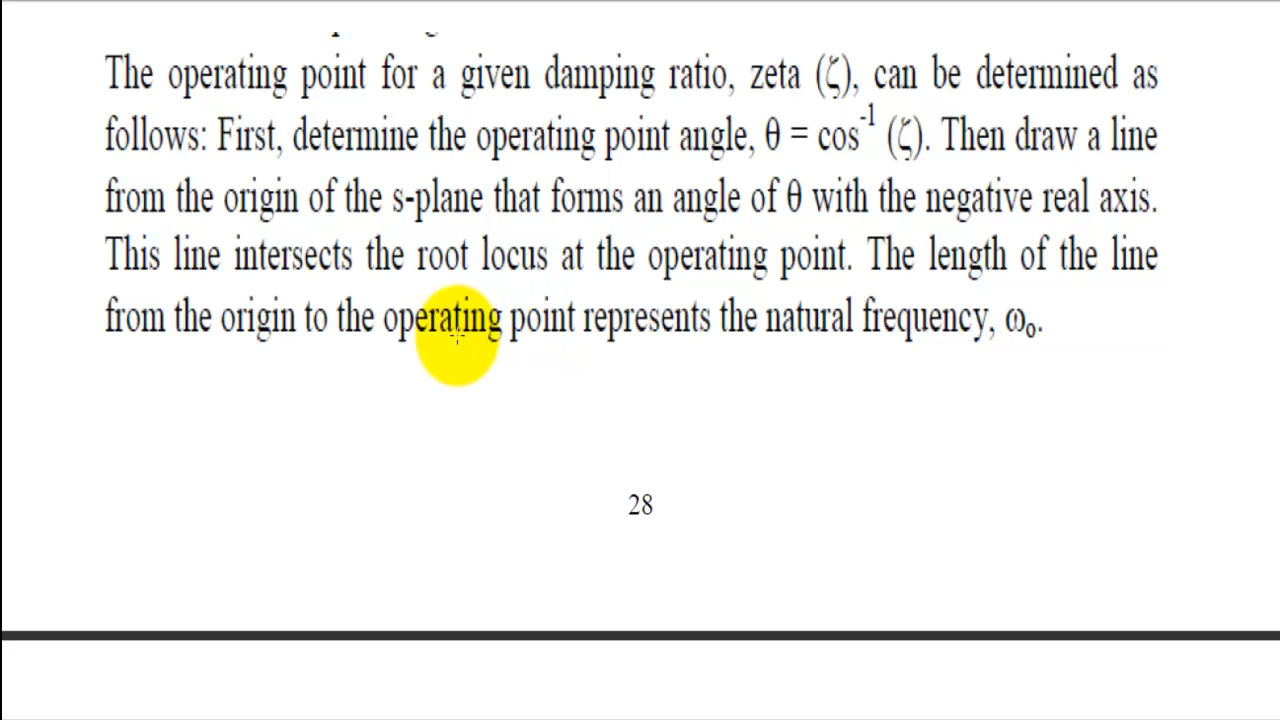 The operating point for a given damping ratio, zeta (ζ), can be determined as
follows: First, determine the operating point angle, θ = cos⁻¹ (ζ). Then draw a line
from the origin of the s-plane that forms an angle of θ with the negative real axis.
This line intersects the root locus at the operating point. The length of the line
from the origin to the operating point represents the natural frequency, ω₀.
28